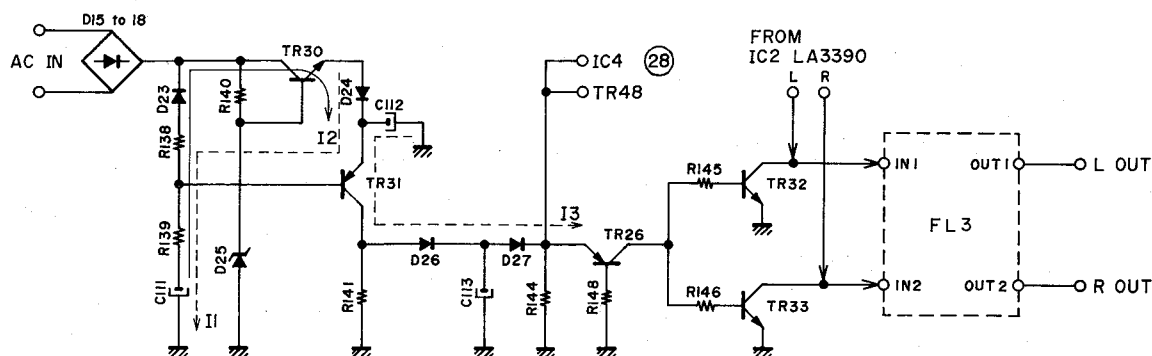 D15 to 18
AC IN
TR30
D23
R140
D24
C112
I2
R138
TR31
R139
D25
C111
I1
I3
D26
D27
R141
C113
R144
R148
TR26
IC4 28
TR48
FROM
IC2 LA3390
L R
R145
TR32
R146
TR33
IN1 OUT1 L OUT
FL3
IN2 OUT2 R OUT